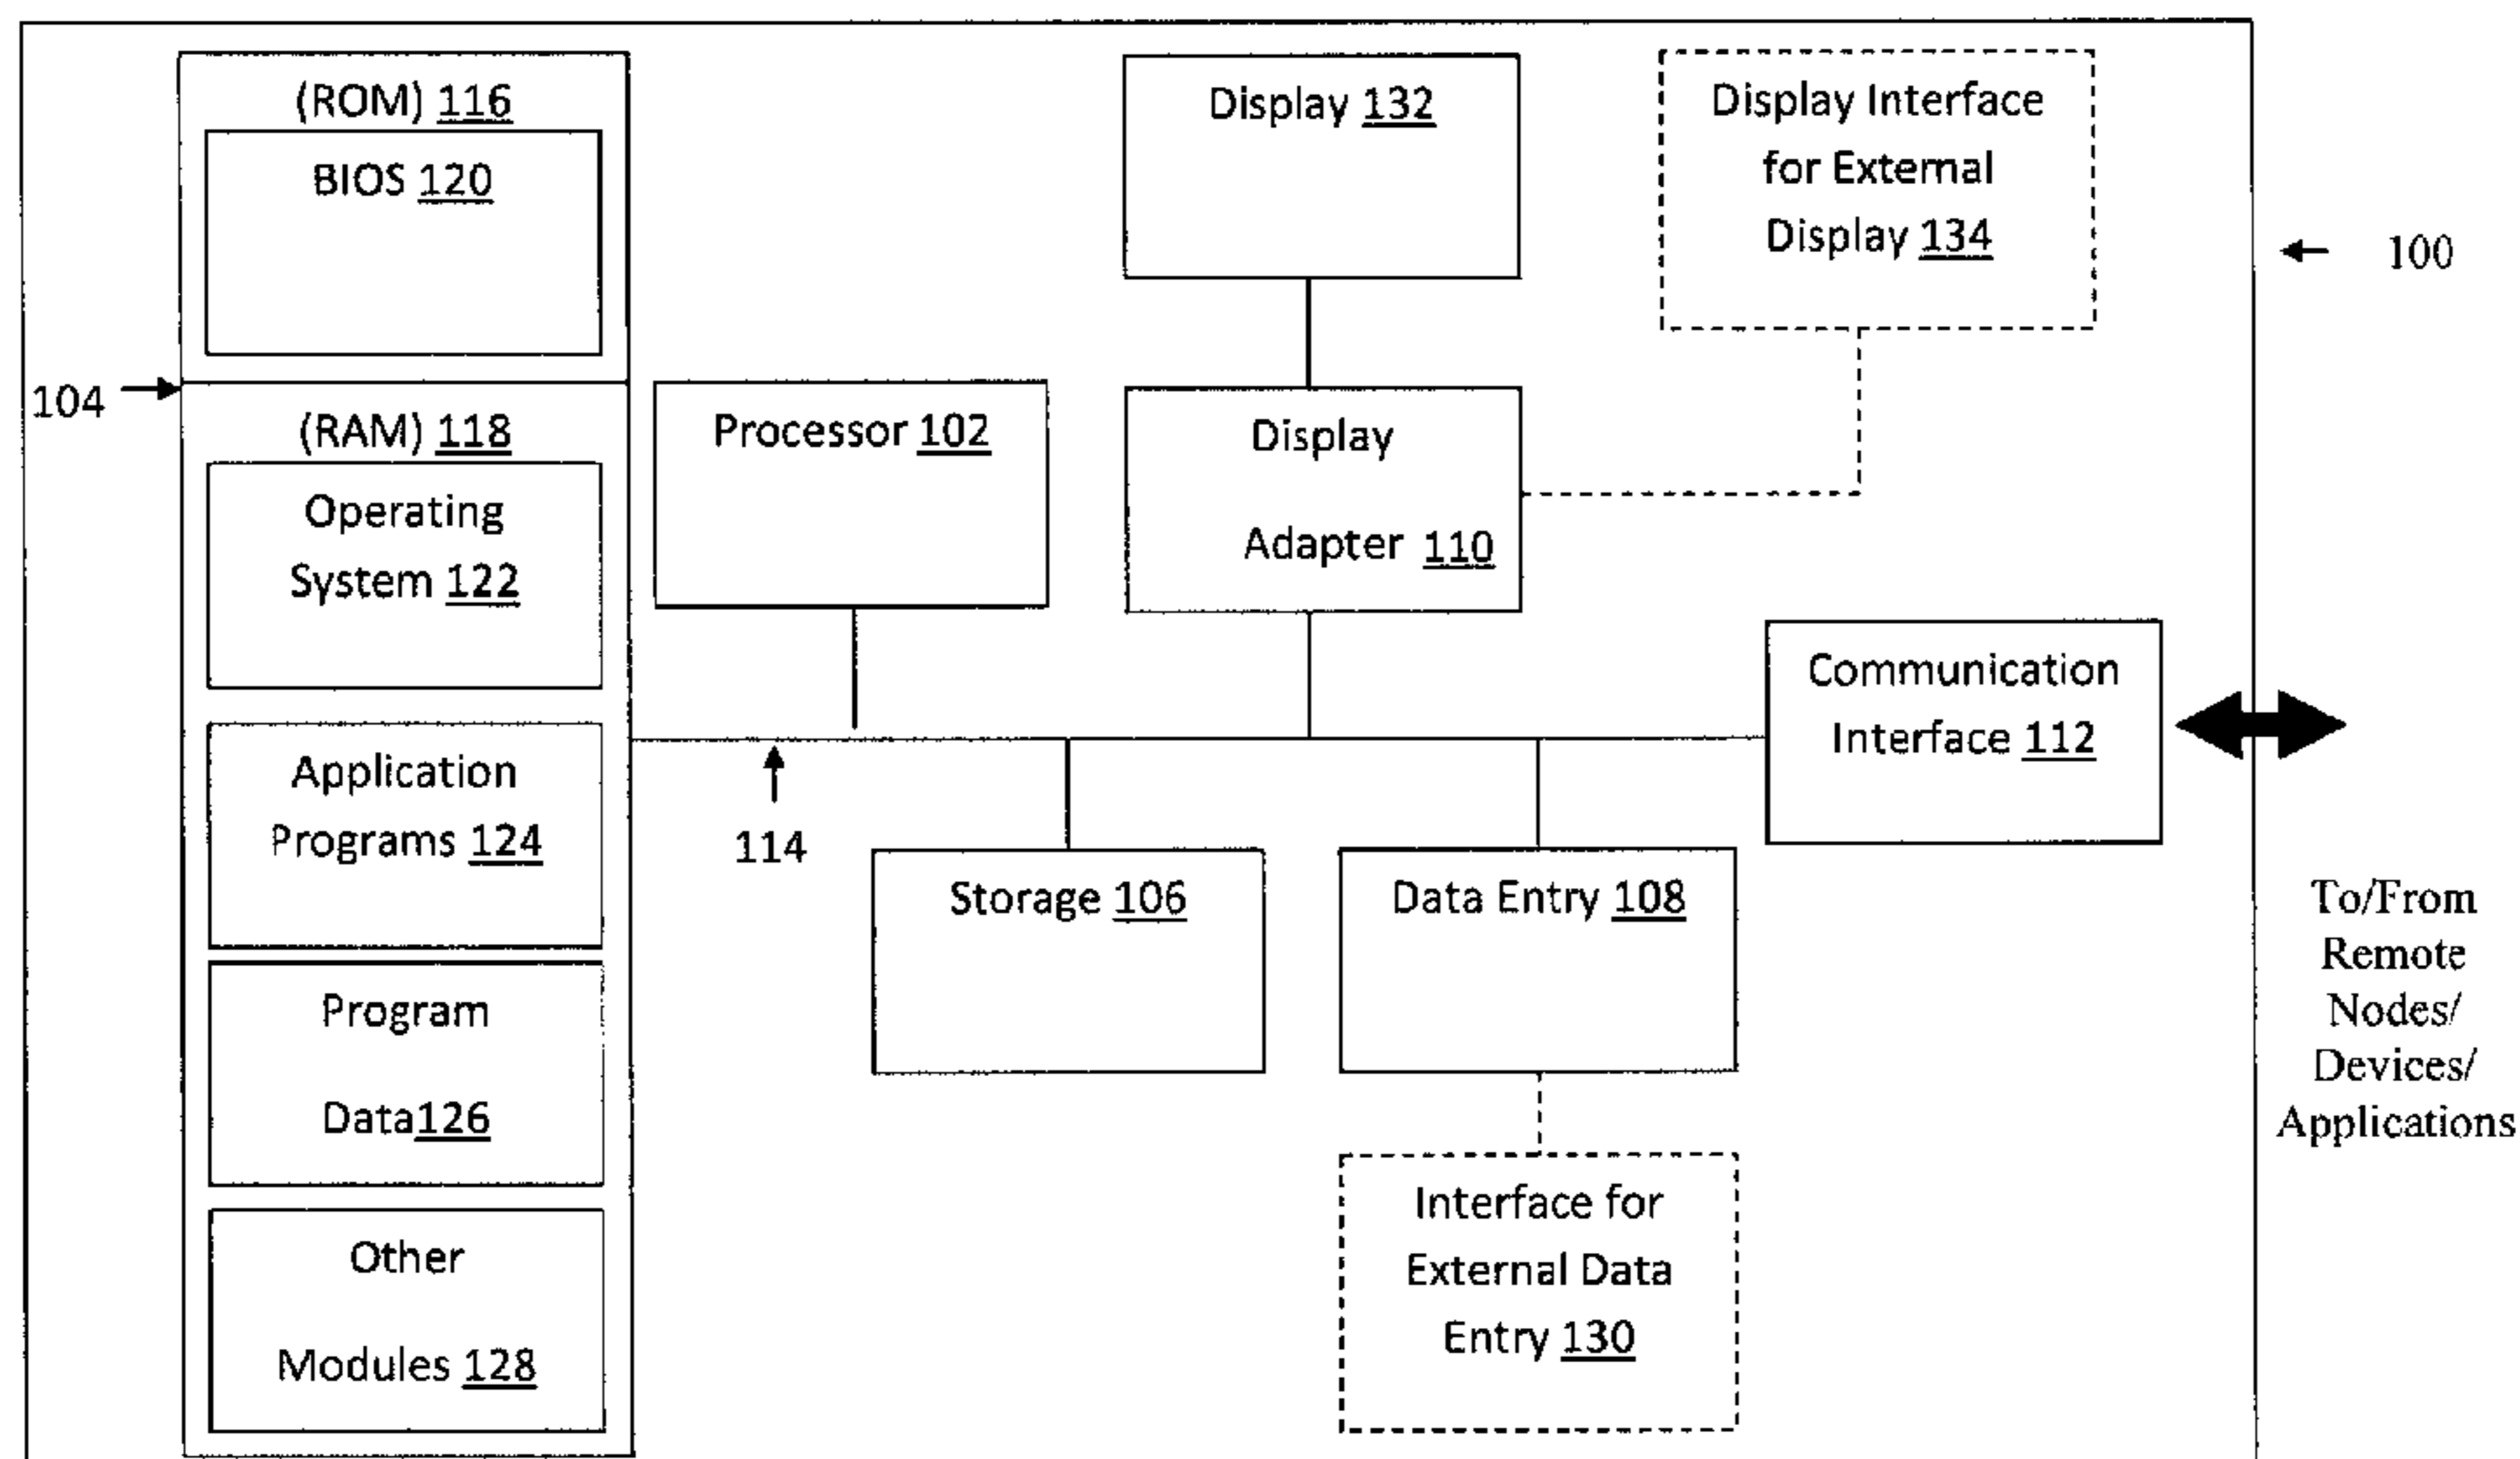 (ROM) 116
BIOS 120
104
(RAM) 118
Operating
System 122
Application
Programs 124
Program
Data126
Other
Modules 128
Processor 102
Display 132
Display Interface
for External
Display 134
100
Display
Adapter 110
Communication
Interface 112
114
Storage 106
Data Entry 108
Interface for
External Data
Entry 130
To/From
Remote
Nodes/
Devices/
Applications